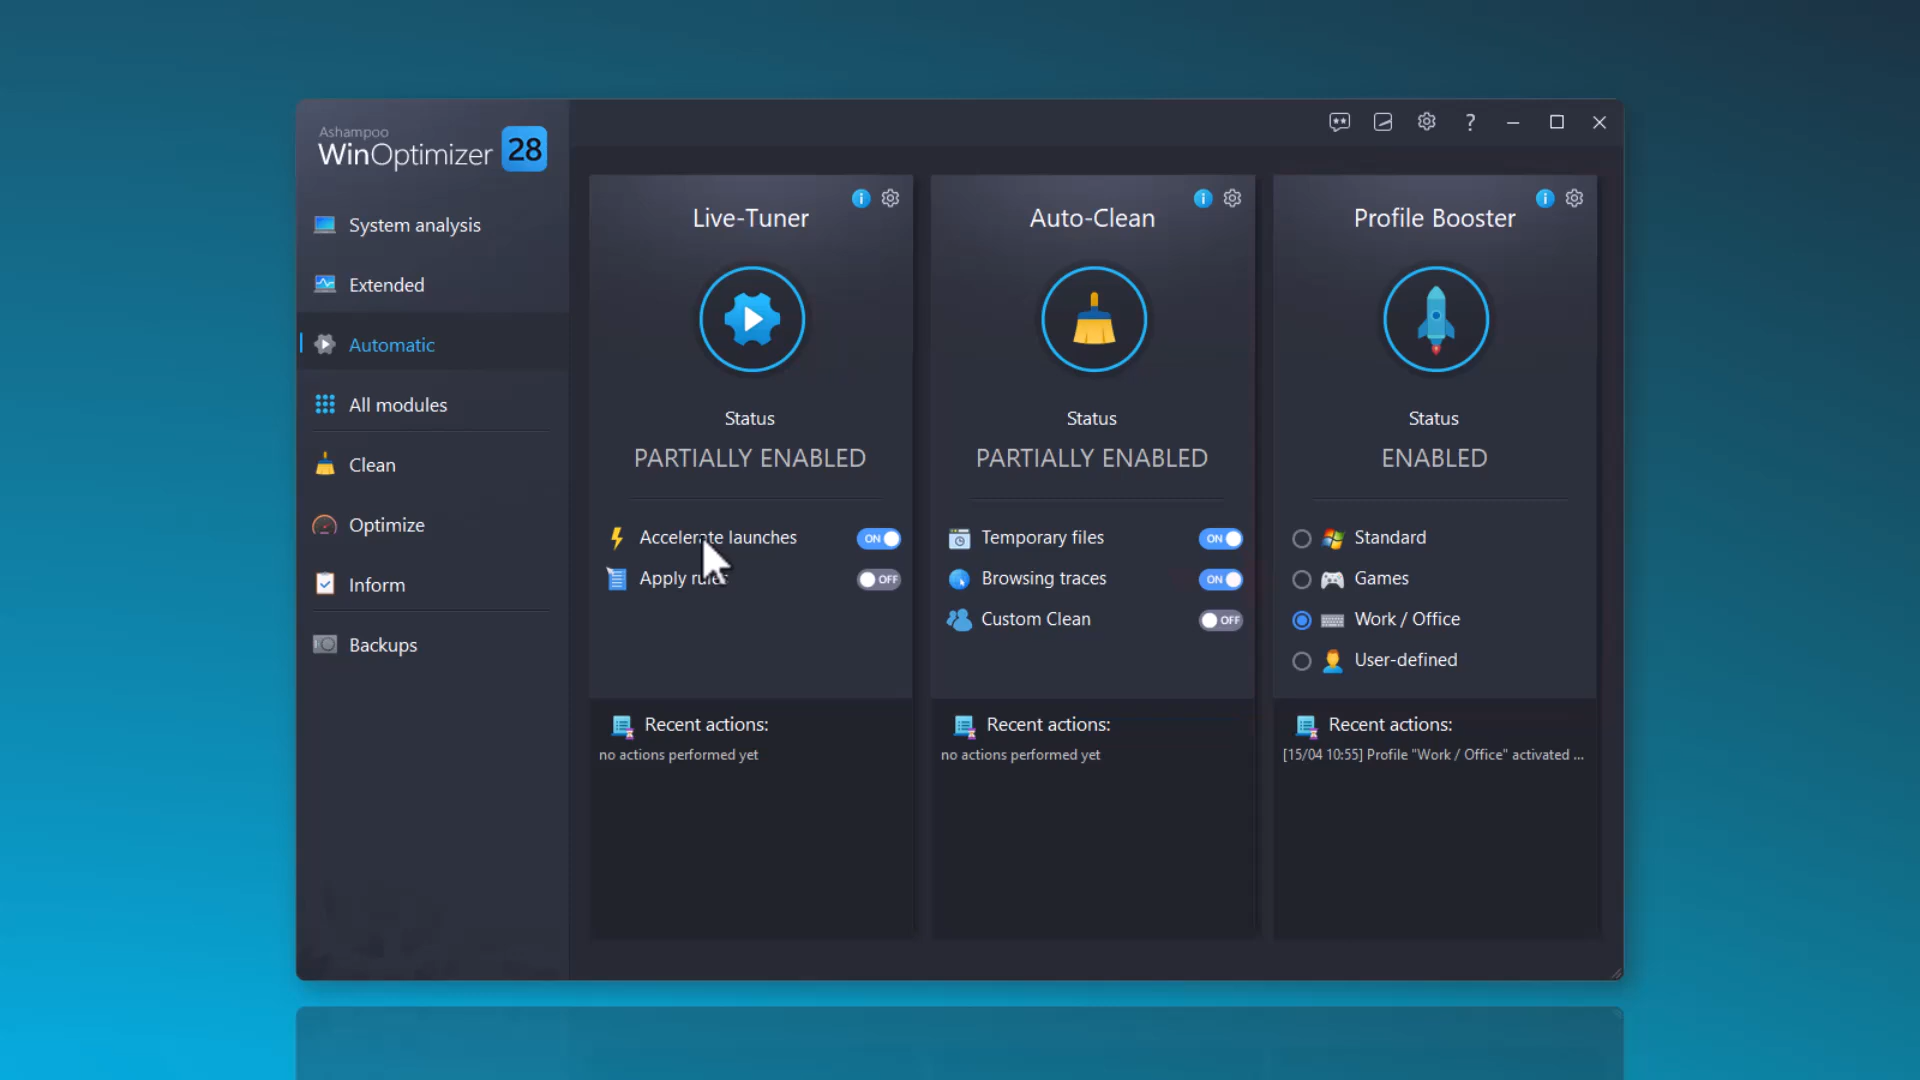 Ashampoo
WinOptimizer 28
System analysis
Extended
Automatic
All modules
Clean
Optimize
Inform
Backups
?
Live-Tuner
Status
PARTIALLY ENABLED
Accelerate launches ON
Apply OFF
Recent actions:
no actions performed yet
Auto-Clean
Status
PARTIALLY ENABLED
Temporary files ON
Browsing traces ON
Custom Clean OFF
Recent actions:
no actions performed yet
Profile Booster
Status
ENABLED
Standard
Games
Work / Office
User-defined
Recent actions:
[15/04 10:55] Profile "Work / Office" activated ...